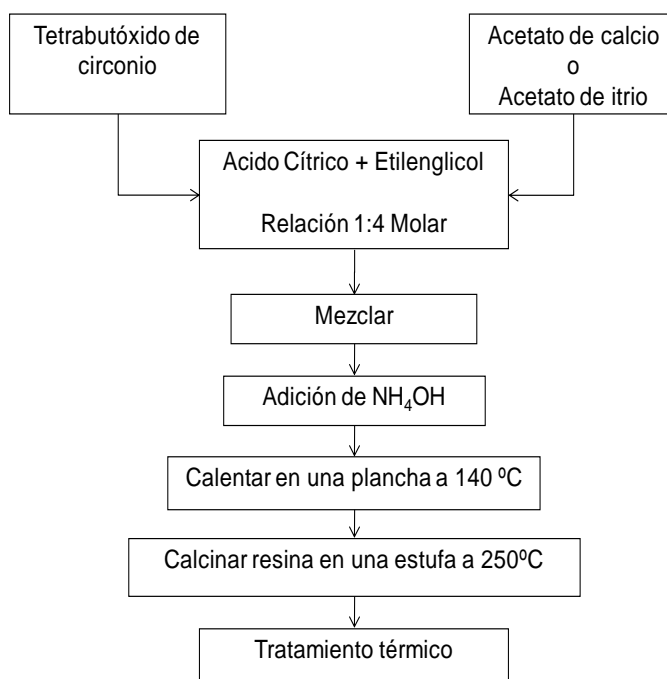 Tetrabutóxido de
circonio
Acetato de calcio
o
Acetato de itrio
Acido Cítrico + Etilenglicol
Relación 1:4 Molar
Mezclar
Adición de NH₄OH
Calentar en una plancha a 140 ºC
Calcinar resina en una estufa a 250ºC
Tratamiento térmico